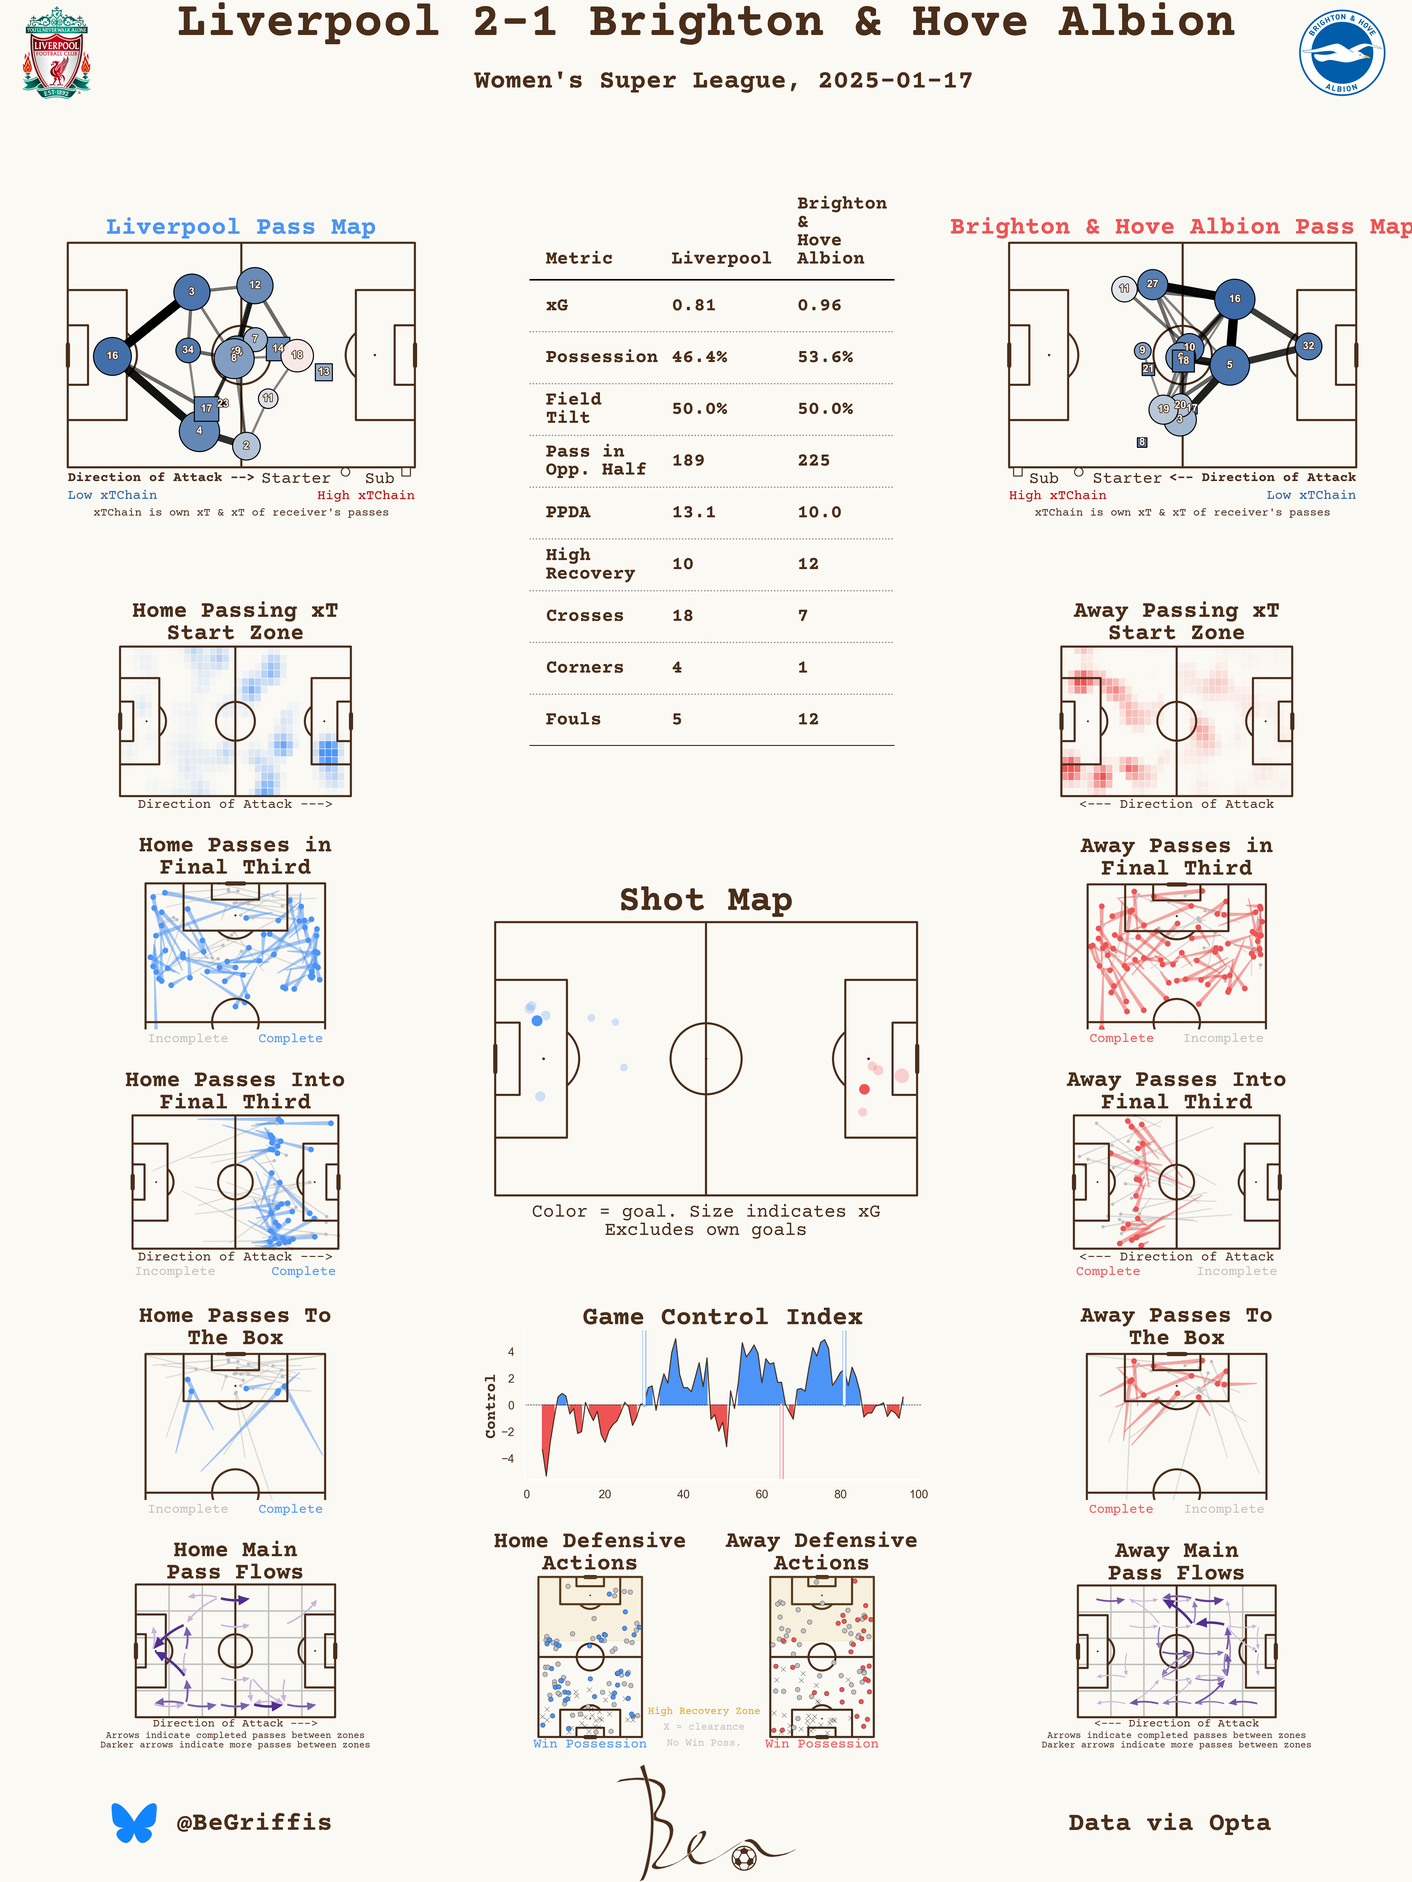 Liverpool 2-1 Brighton & Hove Albion
Women's Super League, 2025-01-17
YOU'LL NEVER WALK ALONE
LIVERPOOL
FOOTBALL CLUB
EST·1892
BRIGHTON & HOVE
ALBION
Liverpool Pass Map
3
12
7
34
9
8
14
18
16
13
11
17
23
4
2
Direction of Attack --> Starter Sub
Low xTChain High xTChain
xTChain is own xT & xT of receiver's passes
Brighton
&
Hove
Metric Liverpool Albion
xG 0.81 0.96
Possession 46.4% 53.6%
Field
Tilt 50.0% 50.0%
Pass in
Opp. Half 189 225
PPDA 13.1 10.0
High
Recovery 10 12
Crosses 18 7
Corners 4 1
Fouls 5 12
Brighton & Hove Albion Pass Map
11
27
16
9
10
32
18
21
5
19
20
17
3
8
Sub Starter <-- Direction of Attack
High xTChain Low xTChain
xTChain is own xT & xT of receiver's passes
Home Passing xT
Start Zone
Direction of Attack --->
Away Passing xT
Start Zone
<--- Direction of Attack
Home Passes in
Final Third
Incomplete Complete
Away Passes in
Final Third
Complete Incomplete
Shot Map
Color = goal. Size indicates xG
Excludes own goals
Home Passes Into
Final Third
Direction of Attack --->
Incomplete Complete
Away Passes Into
Final Third
<--- Direction of Attack
Complete Incomplete
Home Passes To
The Box
Incomplete Complete
Game Control Index
Control
4
2
0
−2
−4
0 20 40 60 80 100
Away Passes To
The Box
Complete Incomplete
Home Main
Pass Flows
Direction of Attack --->
Arrows indicate completed passes between zones
Darker arrows indicate more passes between zones
Home Defensive
Actions
Win Possession
Away Defensive
Actions
Win Possession
High Recovery Zone
X = clearance
No Win Poss.
Away Main
Pass Flows
<--- Direction of Attack
Arrows indicate completed passes between zones
Darker arrows indicate more passes between zones
@BeGriffis
Ben
Data via Opta